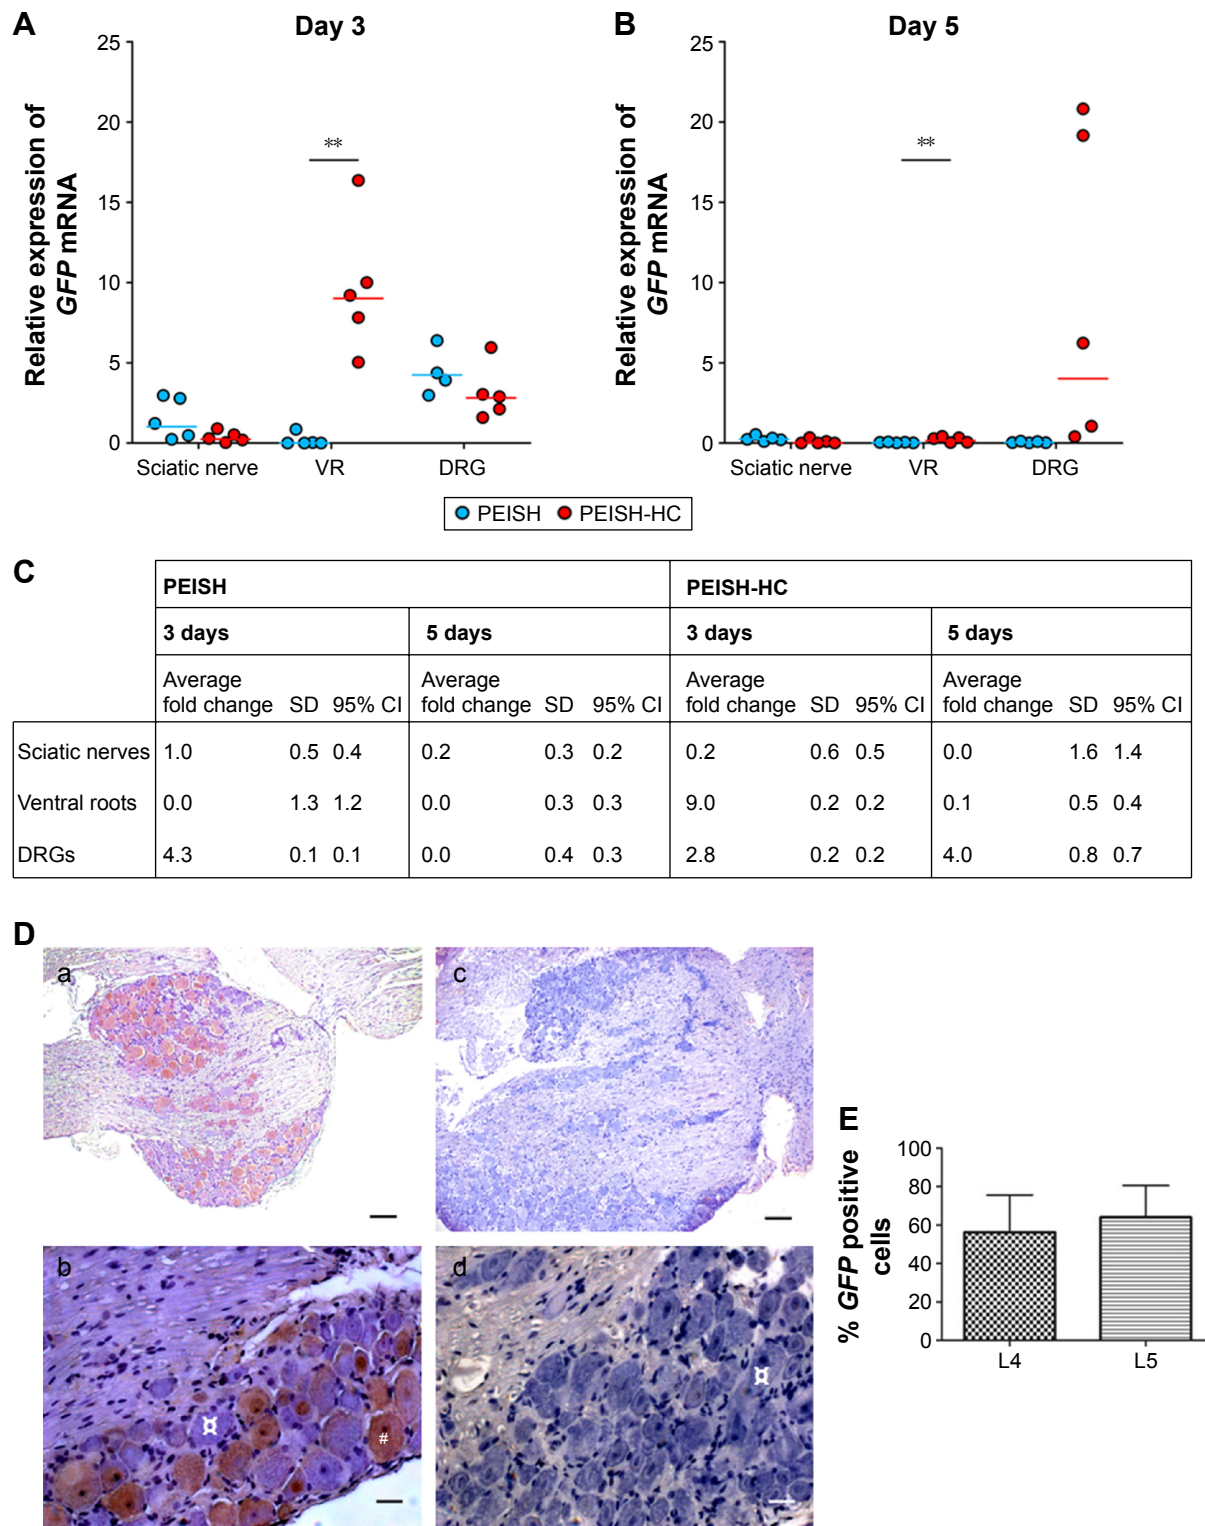 A
Day 3
Relative expression of
GFP mRNA
25
20
15
10
5
0
**
Sciatic nerve VR DRG
B
Day 5
Relative expression of
GFP mRNA
25
20
15
10
5
0
**
Sciatic nerve VR DRG
PEISH PEISH-HC
C
PEISH PEISH-HC
3 days 5 days 3 days 5 days
Average Average Average Average
fold change SD 95% CI fold change SD 95% CI fold change SD 95% CI fold change SD 95% CI
Sciatic nerves 1.0 0.5 0.4 0.2 0.3 0.2 0.2 0.6 0.5 0.0 1.6 1.4
Ventral roots 0.0 1.3 1.2 0.0 0.3 0.3 9.0 0.2 0.2 0.1 0.5 0.4
DRGs 4.3 0.1 0.1 0.0 0.4 0.3 2.8 0.2 0.2 4.0 0.8 0.7
D
a
c
b
¤
#
d
¤
E
% GFP positive
cells
100
80
60
40
20
0
L4 L5